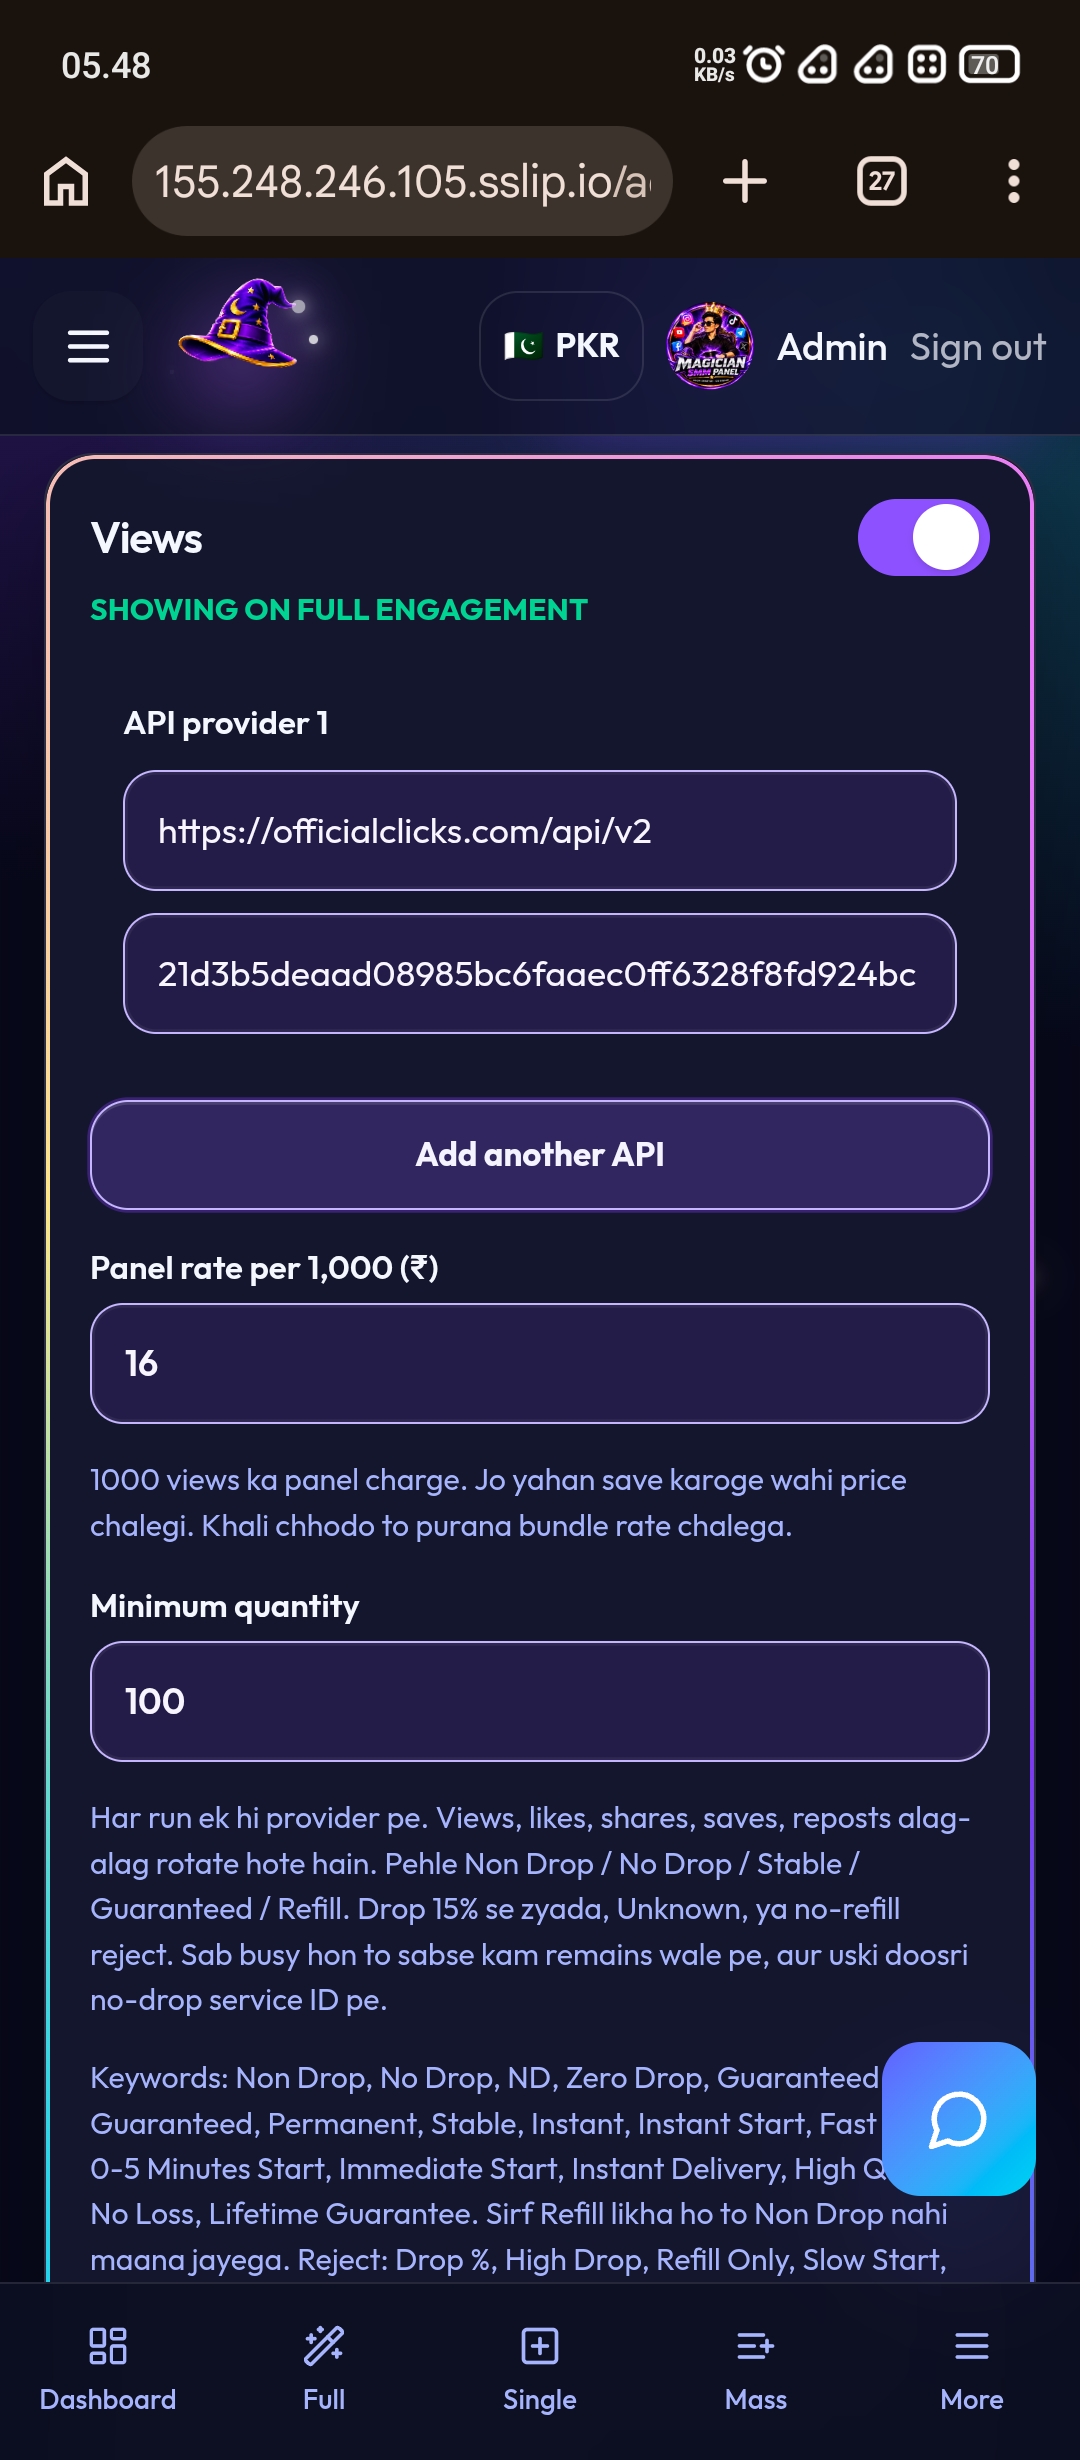 05.48
0.03
KB/s
70
155.248.246.105.sslip.io/a
27
PKR
MAGICIAN
SMM PANEL
Admin
Sign out
Views
SHOWING ON FULL ENGAGEMENT
API provider 1
https://officialclicks.com/api/v2
21d3b5deaad08985bc6faaec0ff6328f8fd924bc
Add another API
Panel rate per 1,000 (₹)
16
1000 views ka panel charge. Jo yahan save karoge wahi price
chalegi. Khali chhodo to purana bundle rate chalega.
Minimum quantity
100
Har run ek hi provider pe. Views, likes, shares, saves, reposts alag-
alag rotate hote hain. Pehle Non Drop / No Drop / Stable /
Guaranteed / Refill. Drop 15% se zyada, Unknown, ya no-refill
reject. Sab busy hon to sabse kam remains wale pe, aur uski doosri
no-drop service ID pe.
Keywords: Non Drop, No Drop, ND, Zero Drop, Guaranteed
Guaranteed, Permanent, Stable, Instant, Instant Start, Fast
0-5 Minutes Start, Immediate Start, Instant Delivery, High Q
No Loss, Lifetime Guarantee. Sirf Refill likha ho to Non Drop nahi
maana jayega. Reject: Drop %, High Drop, Refill Only, Slow Start,
Dashboard
Full
Single
Mass
More